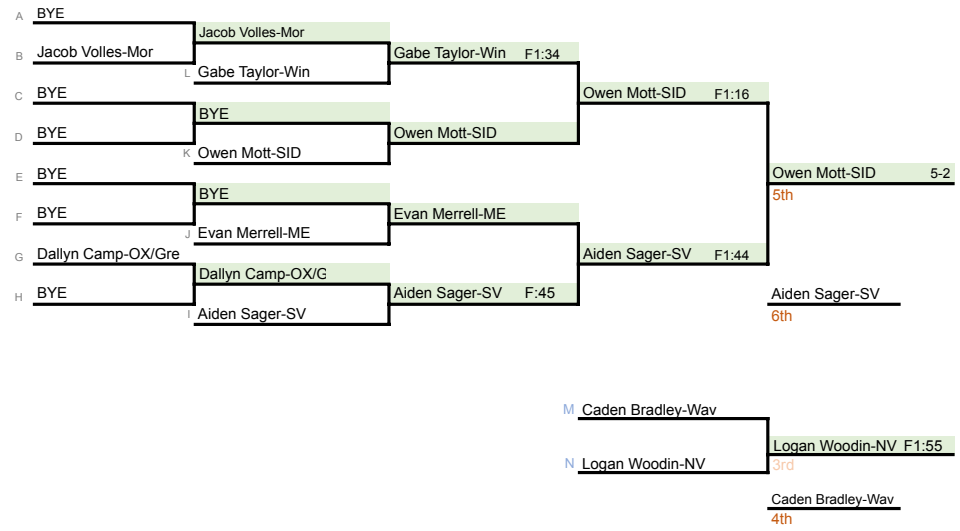 A BYE
Jacob Volles-Mor
B Jacob Volles-Mor
Gabe Taylor-Win F1:34
L Gabe Taylor-Win
C BYE
Owen Mott-SID F1:16
BYE
D BYE
Owen Mott-SID
K Owen Mott-SID
E BYE
Owen Mott-SID 5-2
BYE
5th
F BYE
Evan Merrell-ME
J Evan Merrell-ME
G Dallyn Camp-OX/Gre
Aiden Sager-SV F1:44
Dallyn Camp-OX/G
H BYE
Aiden Sager-SV F:45
Aiden Sager-SV
I Aiden Sager-SV
6th
M Caden Bradley-Wav
Logan Woodin-NV F1:55
N Logan Woodin-NV
3rd
Caden Bradley-Wav
4th